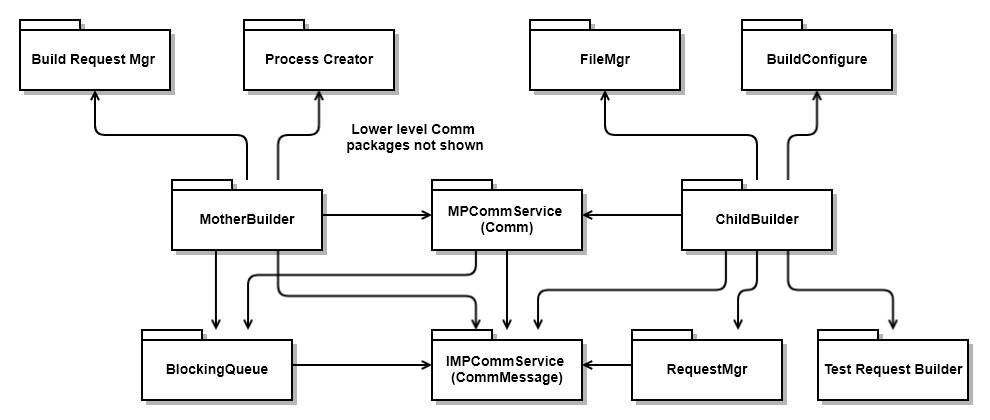 Build Request Mgr
Process Creator
FileMgr
BuildConfigure
Lower level Comm
packages not shown
MotherBuilder
MPCommService
(Comm)
ChildBuilder
BlockingQueue
IMPCommService
(CommMessage)
RequestMgr
Test Request Builder